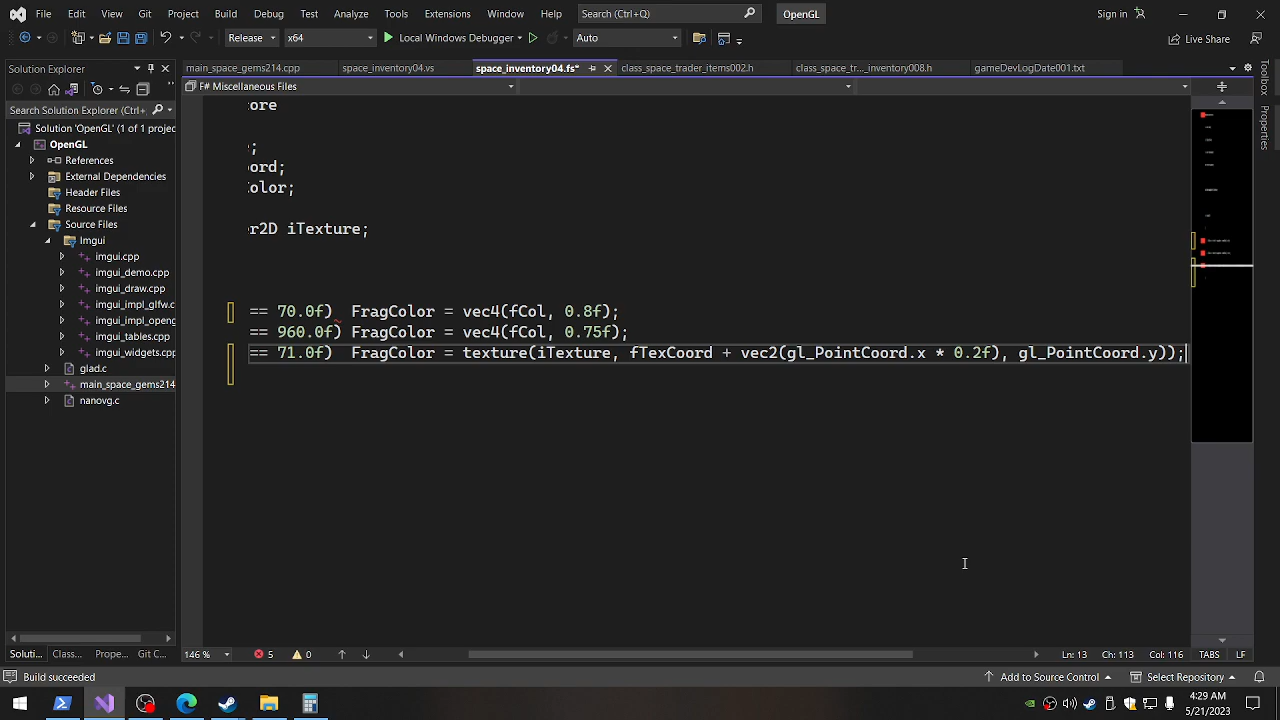 File Edit View Git Project Build Debug Test Analyze Tools Extensions Window Help Search (Ctrl+Q) OpenGL Sign in
Release x64 Local Windows Debugger Auto Live Share
Solution Explorer main_space_gems214.cpp space_inventory04.vs space_inventory04.fs* class_space_trader_items002.h class_space_tr..._inventory008.h gameDevLogDate001.txt
F# Miscellaneous Files
Search Solution Explorer (Ctrl+
Solution 'OpenGL' (1 of 1 projec
OpenGL
References
External Dependencies
Header Files
Resource Files
Source Files
Imgui
imgui.cpp
imgui_demo.cpp
imgui_draw.cpp
imgui_impl_glfw.c
imgui_impl_openg
imgui_tables.cpp
imgui_widgets.cpp
glad.c
main_space_gems214
nanovg.c
ore
;
ord;
olor;
r2D iTexture;
== 70.0f) FragColor = vec4(fCol, 0.8f);
== 960.0f) FragColor = vec4(fCol, 0.75f);
== 71.0f) FragColor = texture(iTexture, fTexCoord + vec2(gl_PointCoord.x * 0.2f), gl_PointCoord.y));
Toolbox
Properties
Soluti... Class... Prope... Git C...
146 % 5 0 Ln: 13 Ch: 113 Col: 116 TABS LF
Build succeeded Add to Source Control Select Repository
4:29 AM
5/21/2023